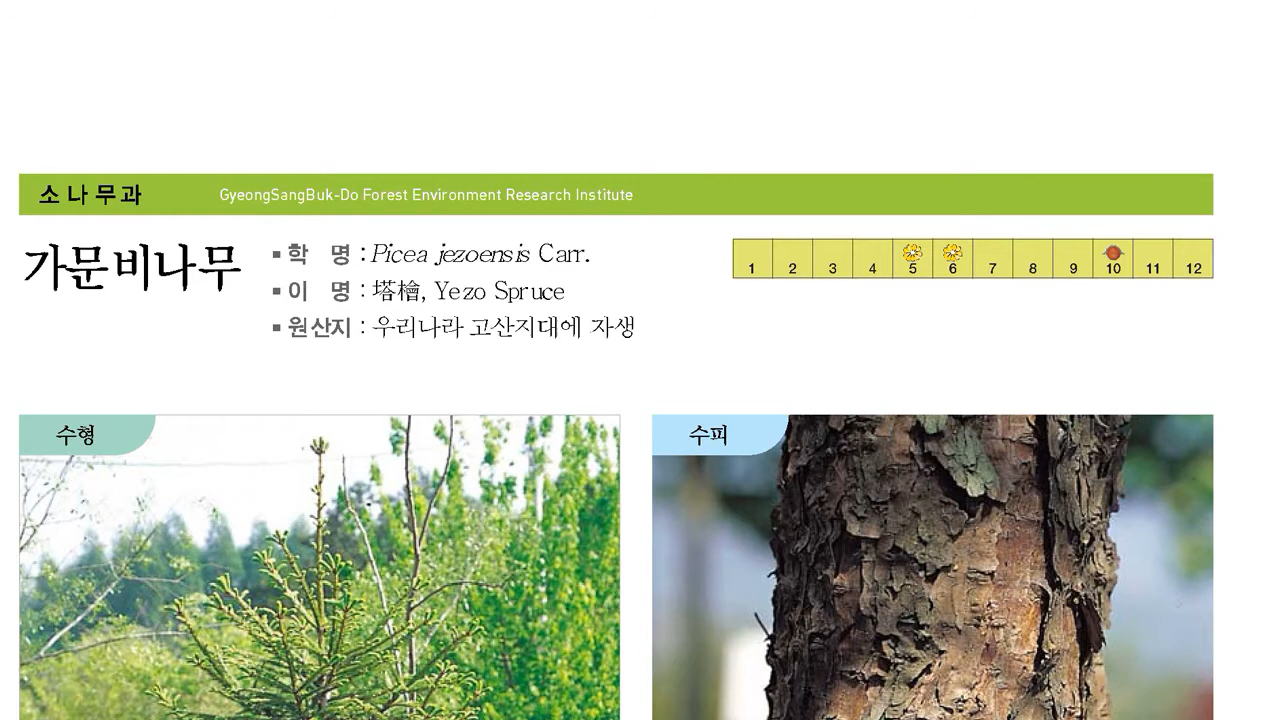 소나무과 GyeongSangBuk-Do Forest Environment Research Institute
가문비나무
▪ 학 명 : Picea jezoensis Carr.
▪ 이 명 : 塔檜, Yezo Spruce
▪ 원산지 : 우리나라 고산지대에 자생
1 2 3 4 5 6 7 8 9 10 11 12
수형
수피